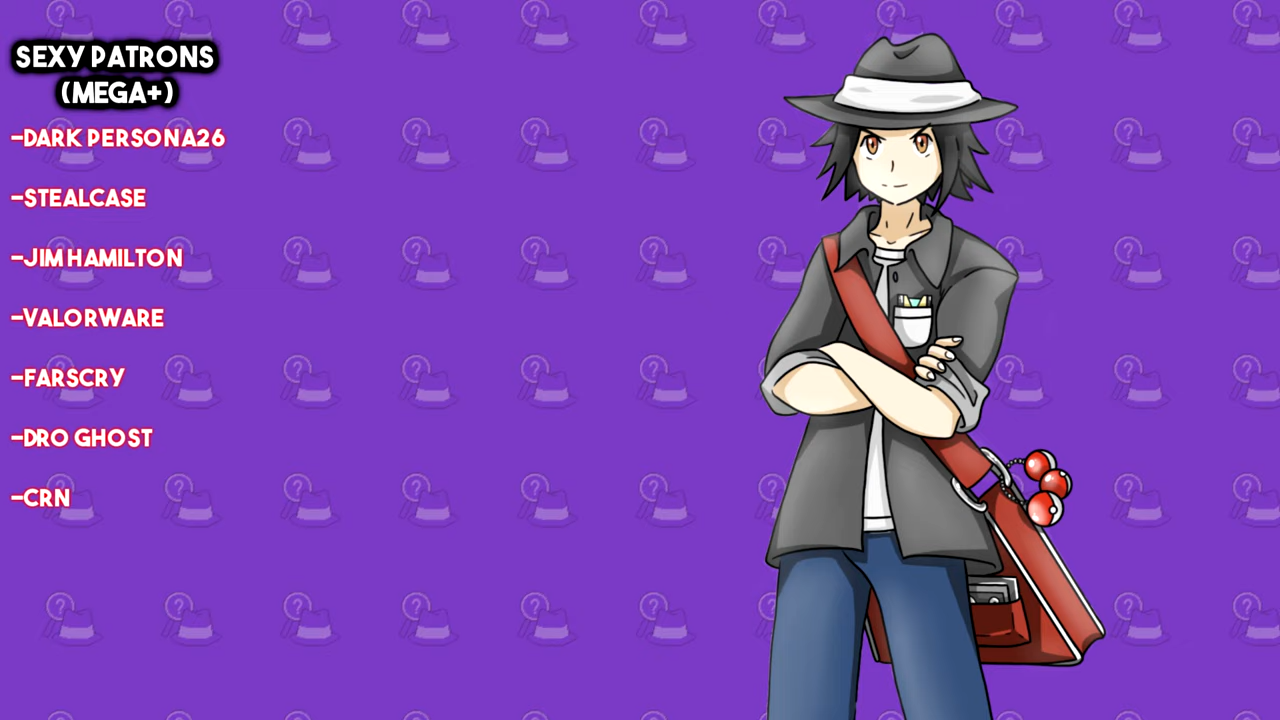 SEXY PATRONS
(MEGA+)
-DARK PERSONA26
-STEALCASE
-JIM HAMILTON
-VALORWARE
-FARSCRY
-DRO GHOST
-CRN